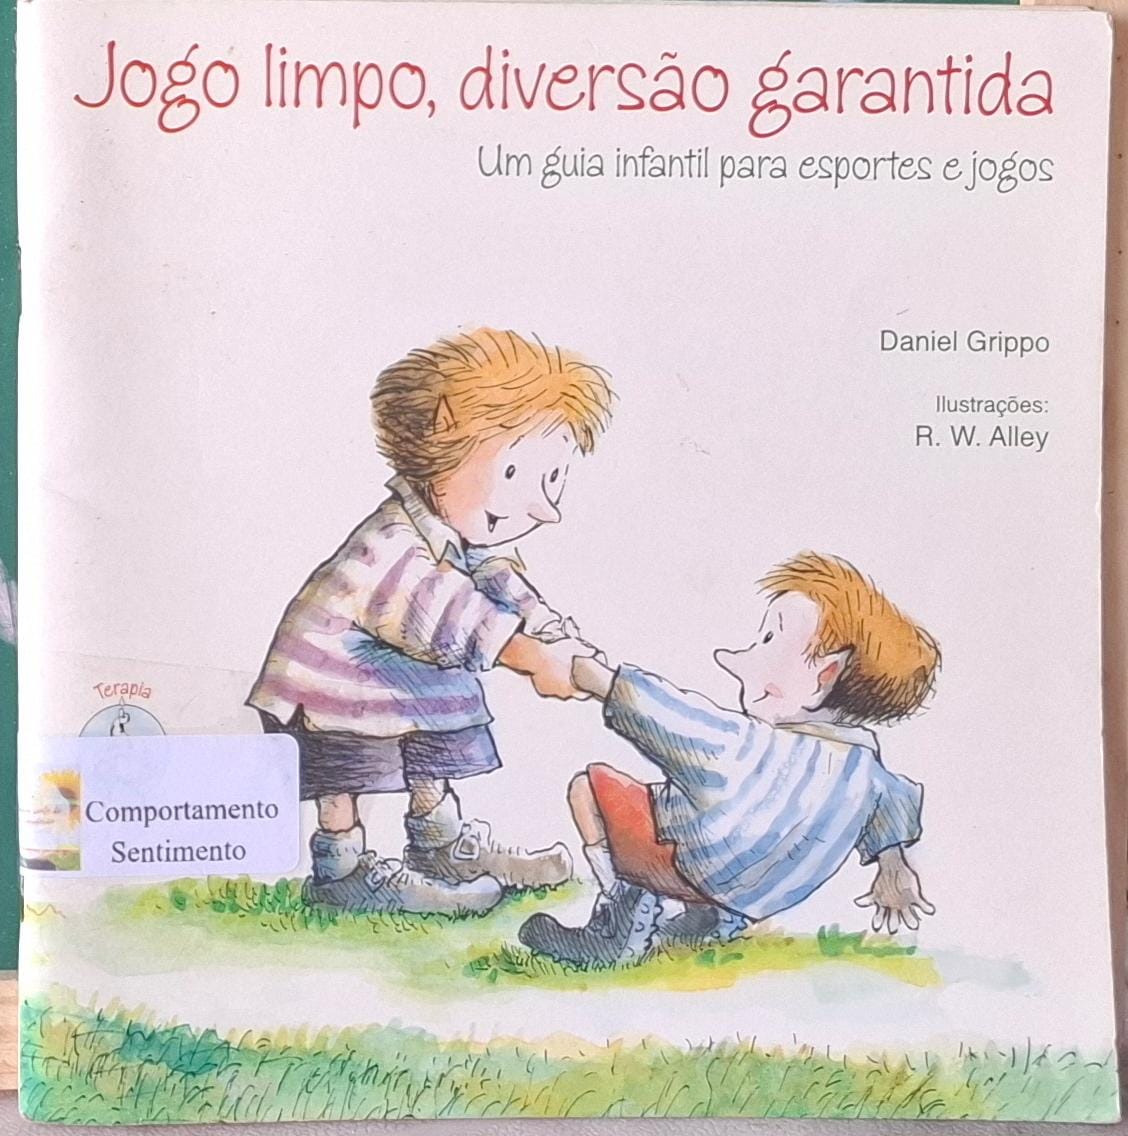 Jogo limpo, diversão garantida
Um guia infantil para esportes e jogos
Daniel Grippo
Ilustrações:
R. W. Alley
Terapia
Comportamento
Sentimento